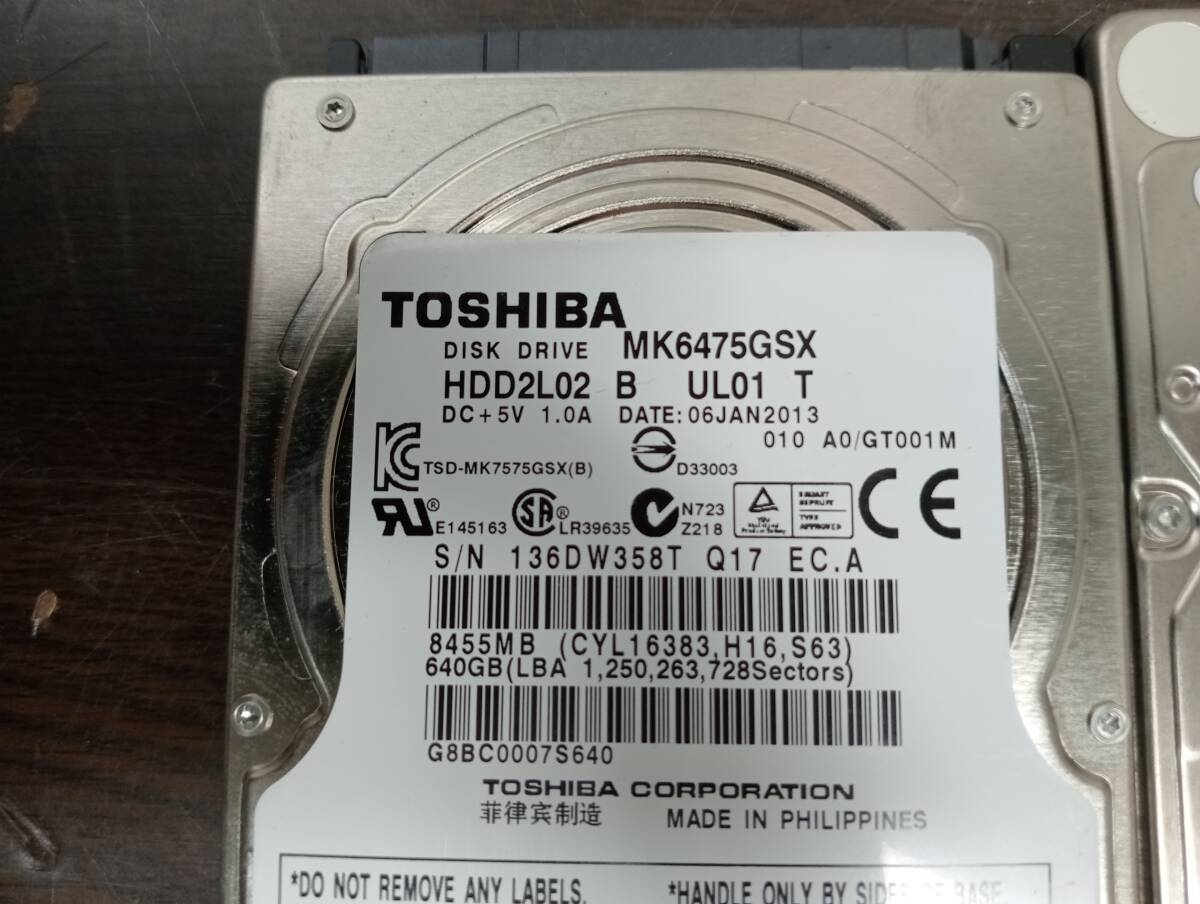 TOSHIBA
DISK DRIVE MK6475GSX
HDD2L02 B UL01 T
DC+5V 1.0A DATE:06JAN2013
010 A0/GT001M
TSD-MK7575GSX(B) D33003
E145163 LR39635 N723
Z218
S/N 136DW358T Q17 EC.A
8455MB (CYL16383,H16,S63)
640GB(LBA 1,250,263,728Sectors)
G8BC0007S640
TOSHIBA CORPORATION
菲律宾制造 MADE IN PHILIPPINES
*DO NOT REMOVE ANY LABELS. *HANDLE ONLY BY SIDES OF BASE